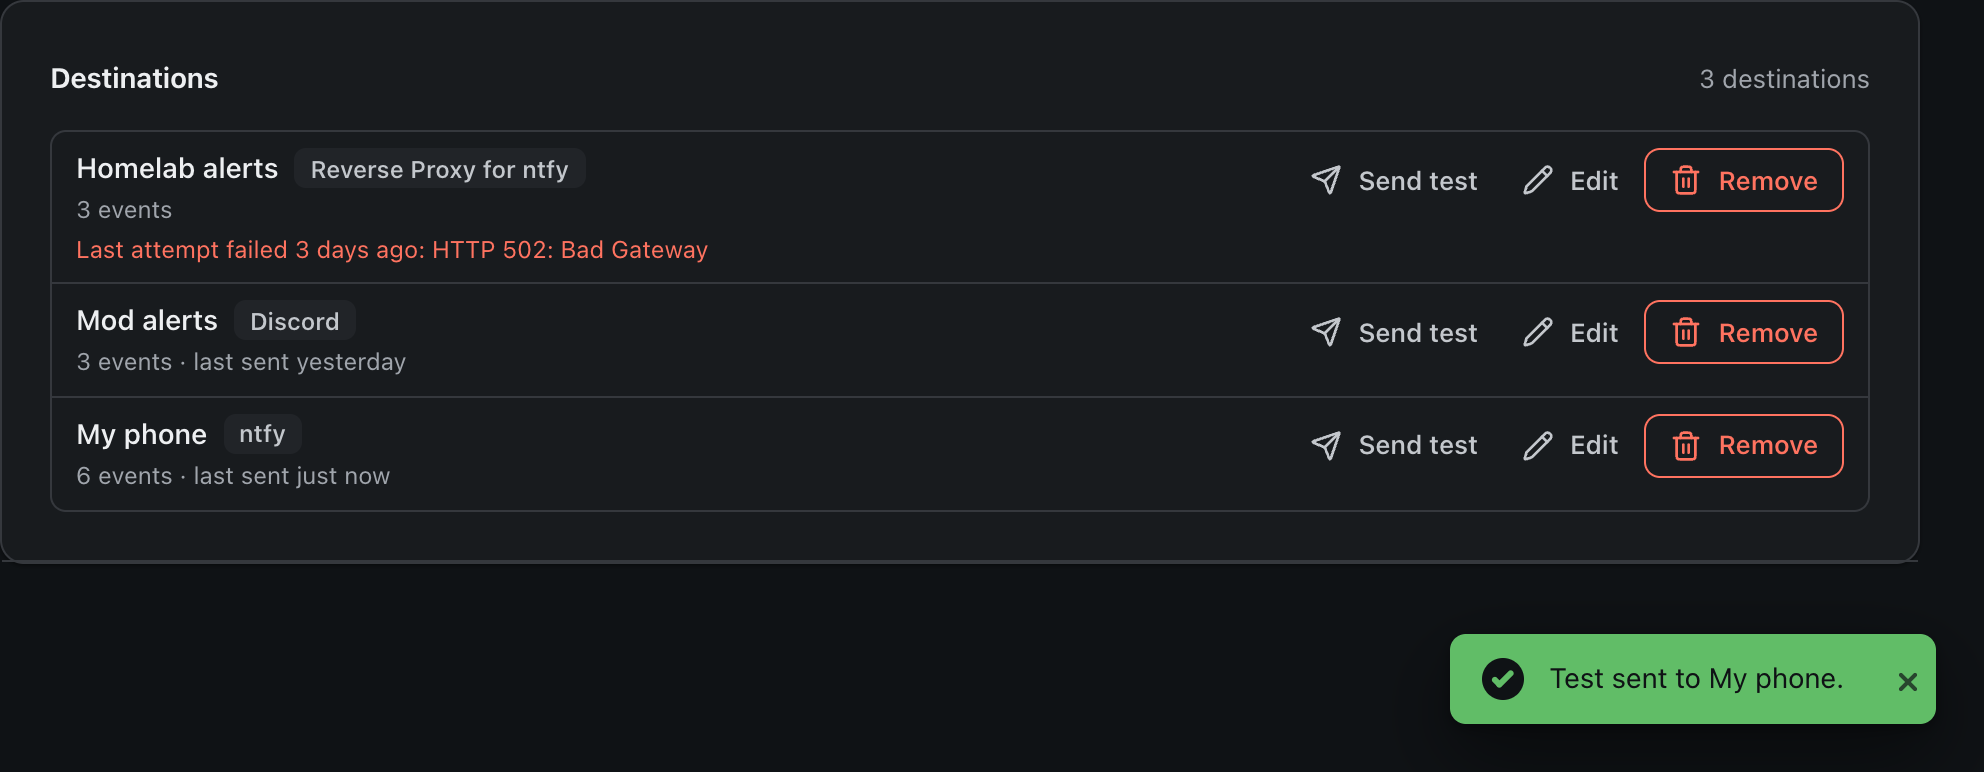 Destinations
3 destinations
Homelab alerts Reverse Proxy for ntfy
Send test Edit Remove
3 events
Last attempt failed 3 days ago: HTTP 502: Bad Gateway
Mod alerts Discord
Send test Edit Remove
3 events · last sent yesterday
My phone ntfy
Send test Edit Remove
6 events · last sent just now
Test sent to My phone.